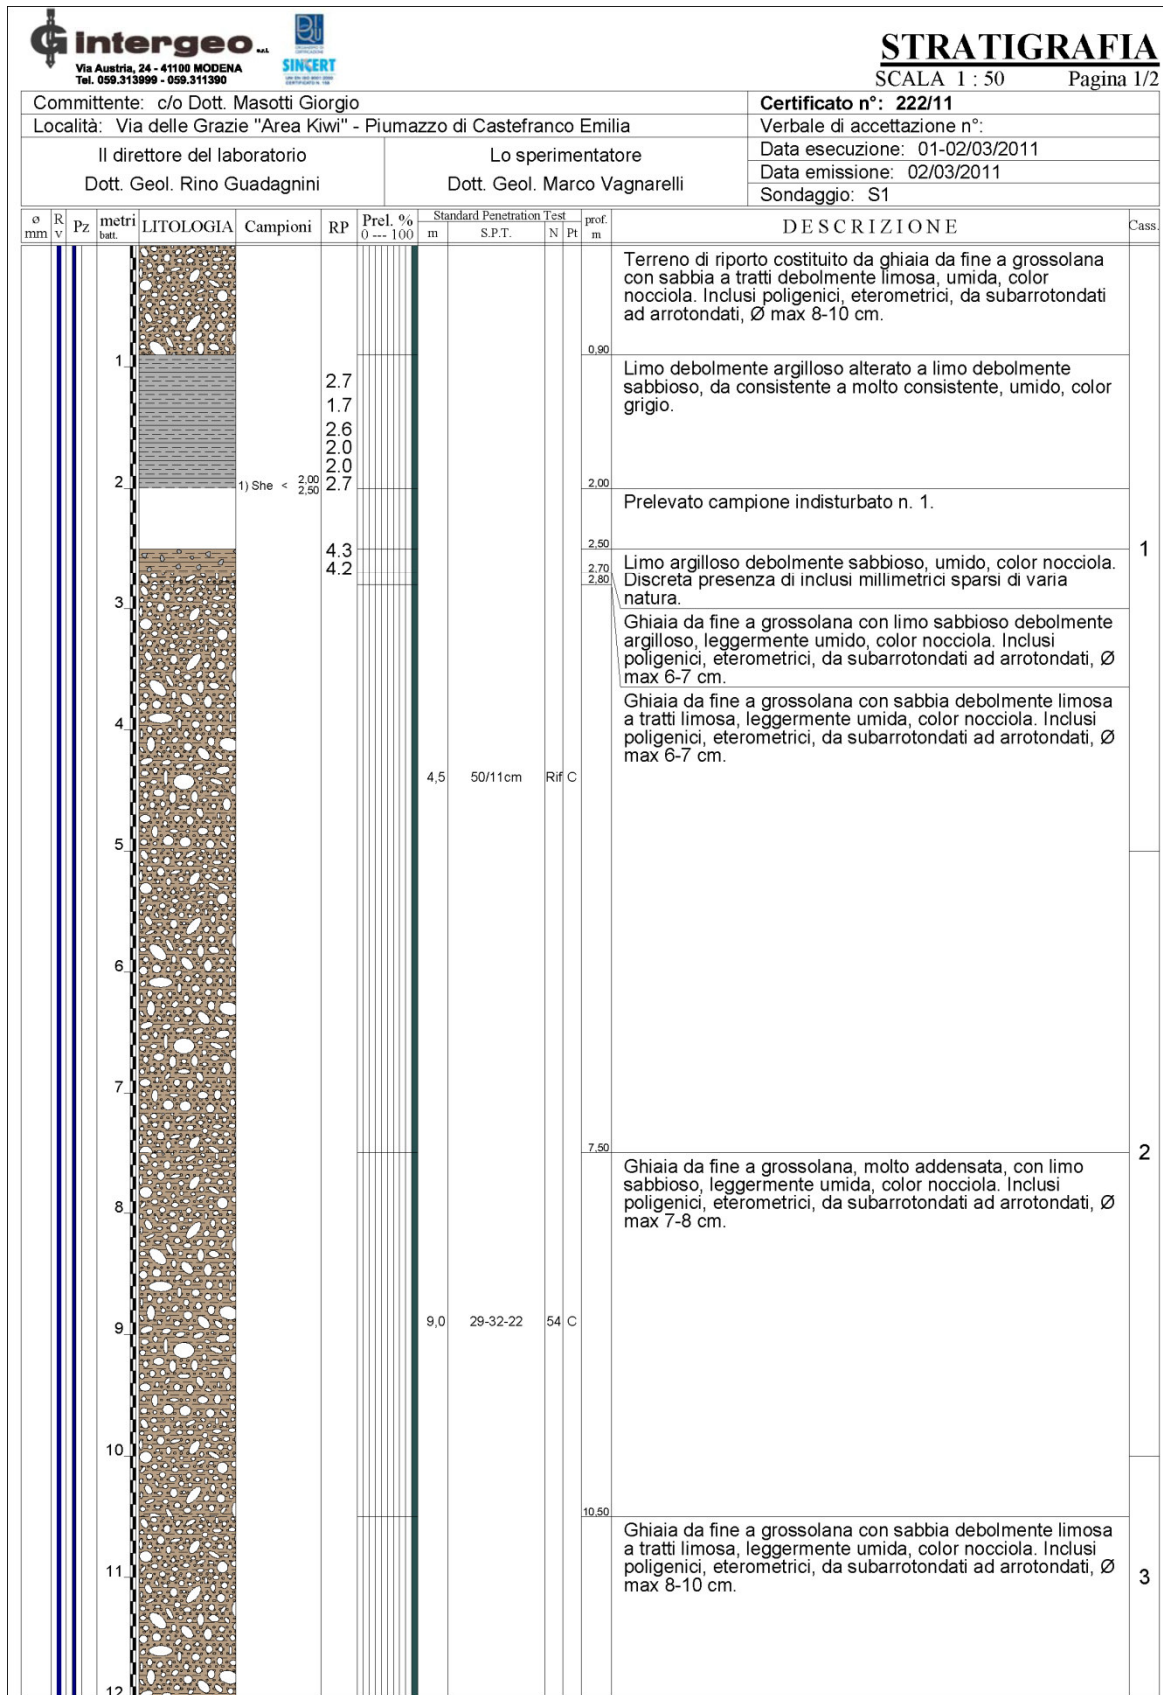 intergeo s.r.l.
Via Austria, 24 - 41100 MODENA
Tel. 059.313999 - 059.311390
SINCERT
STRATIGRAFIA
SCALA 1 : 50 Pagina 1/2
Committente: c/o Dott. Masotti Giorgio
Certificato n°: 222/11
Località: Via delle Grazie "Area Kiwi" - Piumazzo di Castefranco Emilia
Verbale di accettazione n°:
Il direttore del laboratorio
Dott. Geol. Rino Guadagnini
Lo sperimentatore
Dott. Geol. Marco Vagnarelli
Data esecuzione: 01-02/03/2011
Data emissione: 02/03/2011
Sondaggio: S1
ø mm
R v
Pz
metri batt.
LITOLOGIA
Campioni
RP
Prel. %
0 --- 100
Standard Penetration Test
m S.P.T. N Pt
prof. m
DESCRIZIONE
Cass.
Terreno di riporto costituito da ghiaia da fine a grossolana
con sabbia a tratti debolmente limosa, umida, color
nocciola. Inclusi poligenici, eterometrici, da subarrotondati
ad arrotondati, Ø max 8-10 cm.
0,90
1
Limo debolmente argilloso alterato a limo debolmente
sabbioso, da consistente a molto consistente, umido, color
grigio.
2.7
1.7
2.6
2.0
2.0
2.7
2
1) She < 2,00
2,50
2,00
Prelevato campione indisturbato n. 1.
2,50
1
4.3
4.2
Limo argilloso debolmente sabbioso, umido, color nocciola.
Discreta presenza di inclusi millimetrici sparsi di varia
natura.
2,70
2,80
3
Ghiaia da fine a grossolana con limo sabbioso debolmente
argilloso, leggermente umido, color nocciola. Inclusi
poligenici, eterometrici, da subarrotondati ad arrotondati, Ø
max 6-7 cm.
Ghiaia da fine a grossolana con sabbia debolmente limosa
a tratti limosa, leggermente umida, color nocciola. Inclusi
poligenici, eterometrici, da subarrotondati ad arrotondati, Ø
max 6-7 cm.
4
4,5 50/11cm Rif C
5
6
7
7,50
2
Ghiaia da fine a grossolana, molto addensata, con limo
sabbioso, leggermente umida, color nocciola. Inclusi
poligenici, eterometrici, da subarrotondati ad arrotondati, Ø
max 7-8 cm.
8
9
9,0 29-32-22 54 C
10
10,50
Ghiaia da fine a grossolana con sabbia debolmente limosa
a tratti limosa, leggermente umida, color nocciola. Inclusi
poligenici, eterometrici, da subarrotondati ad arrotondati, Ø
max 8-10 cm.
11
3
12